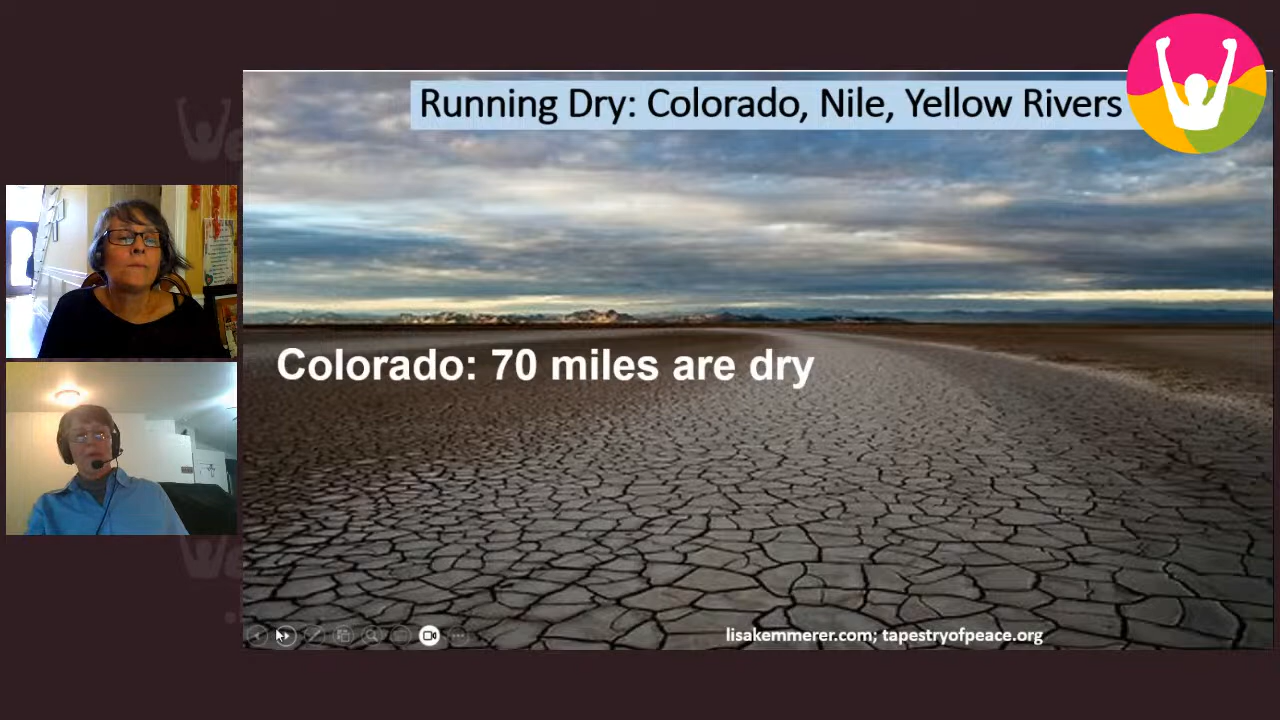 Running Dry: Colorado, Nile, Yellow Rivers
Colorado: 70 miles are dry
lisakemmerer.com; tapestryofpeace.org